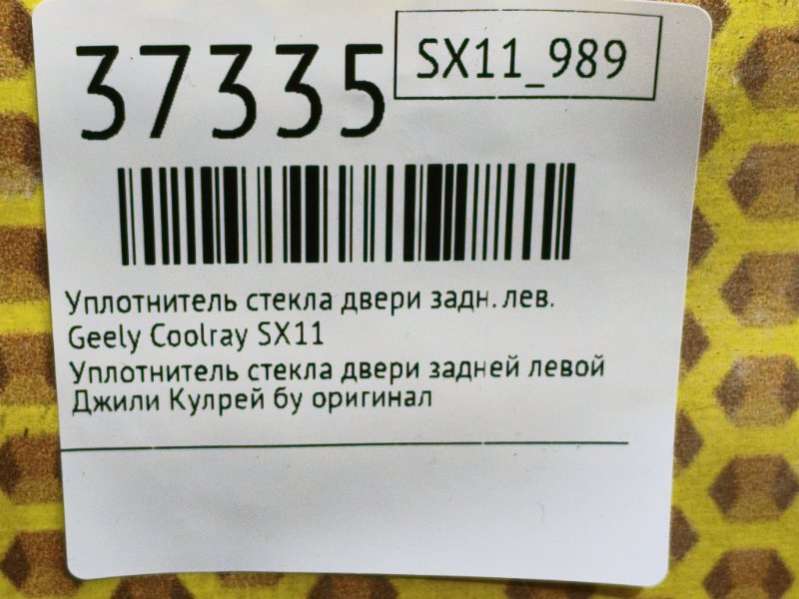 37335
SX11_989
Уплотнитель стекла двери задн. лев.
Geely Coolray SX11
Уплотнитель стекла двери задней левой
Джили Кулрей бу оригинал